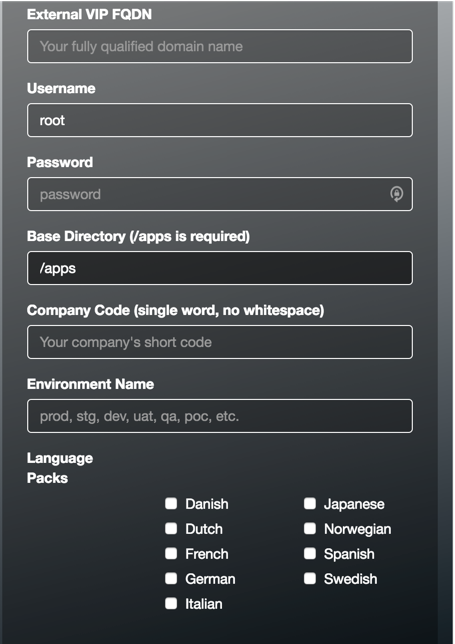 External VIP FQDN
Your fully qualified domain name
Username
root
Password
password
Base Directory (/apps is required)
/apps
Company Code (single word, no whitespace)
Your company's short code
Environment Name
prod, stg, dev, uat, qa, poc, etc.
Language
Packs
Danish
Japanese
Dutch
Norwegian
French
Spanish
German
Swedish
Italian